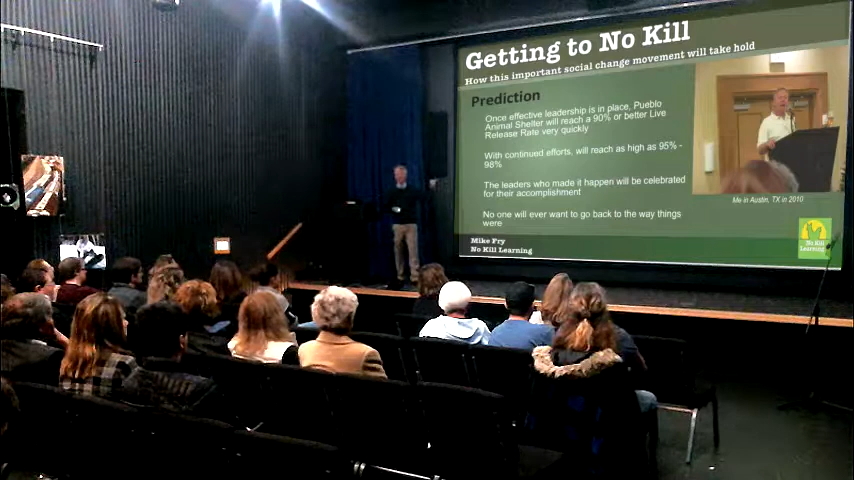 Getting to No Kill
How this important social change movement will take hold
Prediction
Once effective leadership is in place, Pueblo
Animal Shelter will reach a 90% or better Live
Release Rate very quickly
With continued efforts, will reach as high as 95% -
98%
The leaders who made it happen will be celebrated
for their accomplishment
No one will ever want to go back to the way things
were
Me in Austin, TX in 2010
Mike Fry
No Kill Learning
No Kill
Learning